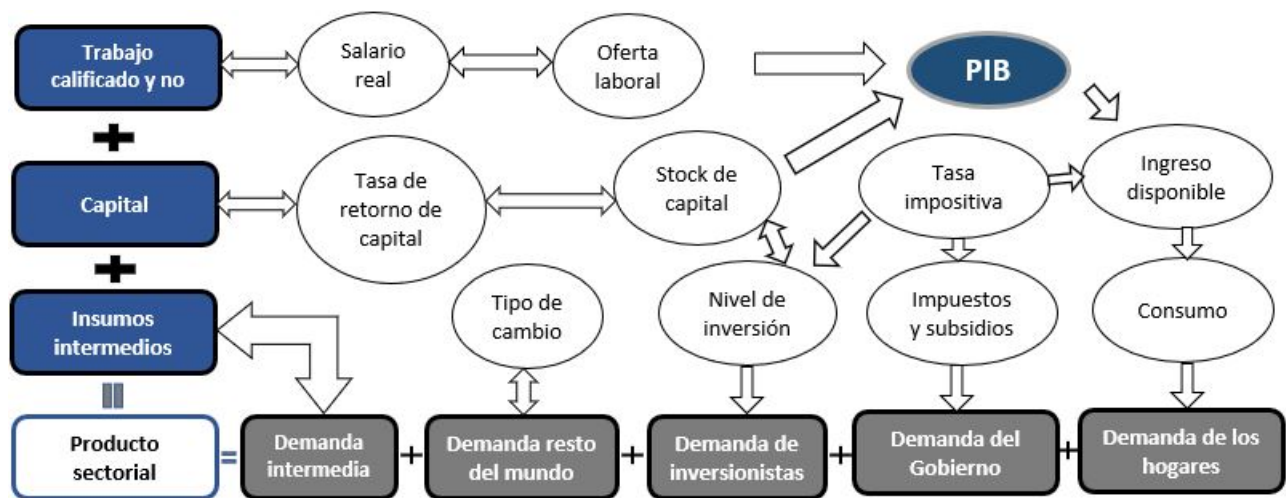 Trabajo
calificado y no
Salario
real
Oferta
laboral
PIB
+
Capital
Tasa de
retorno de
capital
Stock de
capital
Tasa
impositiva
Ingreso
disponible
+
Insumos
intermedios
Tipo de
cambio
Nivel de
inversión
Impuestos
y subsidios
Consumo
=
Producto
sectorial
=
Demanda
intermedia
+
Demanda resto
del mundo
+
Demanda de
inversionistas
+
Demanda del
Gobierno
+
Demanda de los
hogares